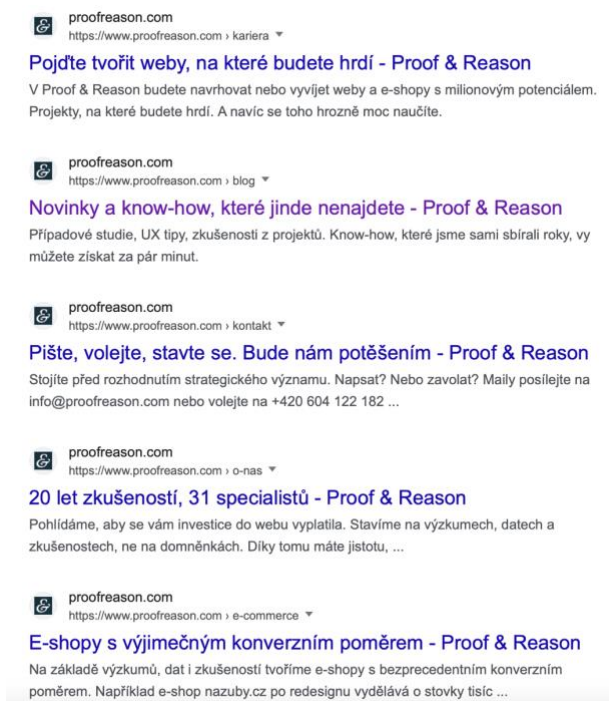 proofreason.com
https://www.proofreason.com › kariera
Pojďte tvořit weby, na které budete hrdí - Proof & Reason
V Proof & Reason budete navrhovat nebo vyvíjet weby a e-shopy s milionovým potenciálem.
Projekty, na které budete hrdí. A navíc se toho hrozně moc naučíte.
proofreason.com
https://www.proofreason.com › blog
Novinky a know-how, které jinde nenajdete - Proof & Reason
Případové studie, UX tipy, zkušenosti z projektů. Know-how, které jsme sami sbírali roky, vy
můžete získat za pár minut.
proofreason.com
https://www.proofreason.com › kontakt
Pište, volejte, stavte se. Bude nám potěšením - Proof & Reason
Stojíte před rozhodnutím strategického významu. Napsat? Nebo zavolat? Maily posílejte na
info@proofreason.com nebo volejte na +420 604 122 182 ...
proofreason.com
https://www.proofreason.com › o-nas
20 let zkušeností, 31 specialistů - Proof & Reason
Pohlídáme, aby se vám investice do webu vyplatila. Stavíme na výzkumech, datech a
zkušenostech, ne na domněnkách. Díky tomu máte jistotu, ...
proofreason.com
https://www.proofreason.com › e-commerce
E-shopy s výjimečným konverzním poměrem - Proof & Reason
Na základě výzkumů, dat i zkušeností tvoříme e-shopy s bezprecedentním konverzním
poměrem. Například e-shop nazuby.cz po redesignu vydělává o stovky tisíc ...